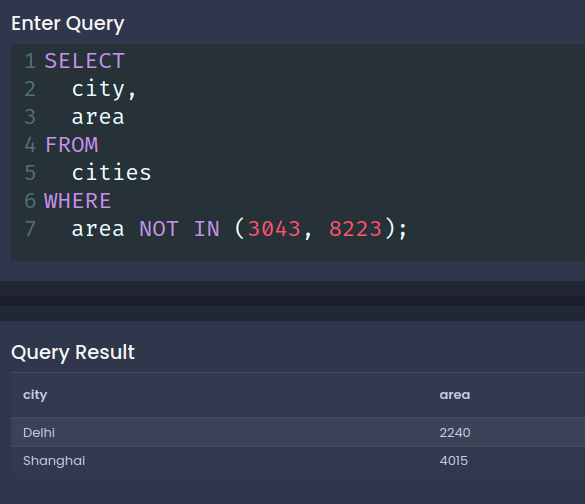 Enter Query
1 SELECT
2 city,
3 area
4 FROM
5 cities
6 WHERE
7 area NOT IN (3043, 8223);
Query Result
city area
Delhi 2240
Shanghai 4015